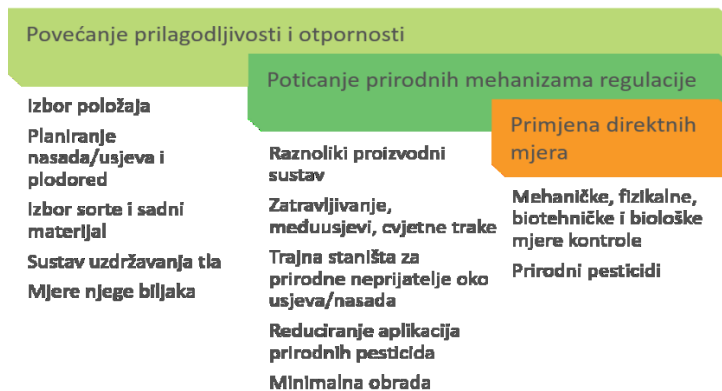 Povećanje prilagodljivosti i otpornosti
Poticanje prirodnih mehanizama regulacije
Primjena direktnih
mjera
Izbor položaja
Planiranje
nasada/usjeva i
plodored
Izbor sorte i sadni
materijal
Sustav uzdržavanja tla
Mjere njege biljaka
Raznoliki proizvodni
sustav
Zatravljivanje,
međuusjevi, cvjetne trake
Trajna staništa za
prirodne neprijatelje oko
usjeva/nasada
Reduciranje aplikacija
prirodnih pesticida
Minimalna obrada
Mehaničke, fizikalne,
biotehničke i biološke
mjere kontrole
Prirodni pesticidi